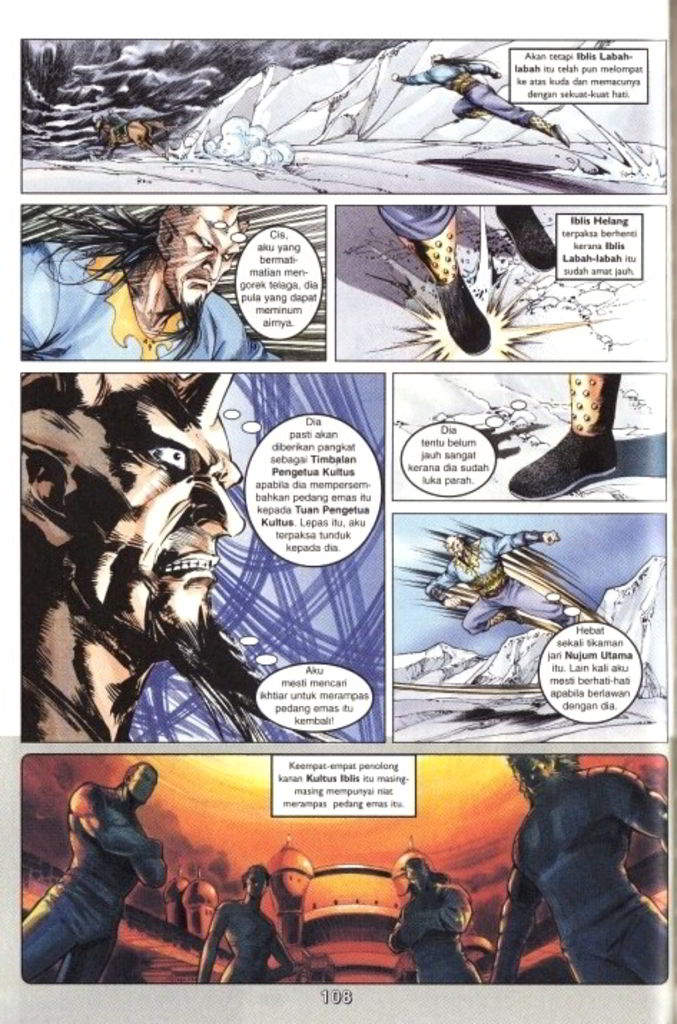 Akan tetapi Iblis Labah-
labah itu telah pun melompat
ke atas kuda dan memacunya
dengan sekuat-kuat hati.
Cis,
aku yang
bermati-
matian men-
gorek telaga, dia
pula yang dapat
meminum
airnya.
Iblis Helang
terpaksa berhenti
kerana Iblis
Labah-labah itu
sudah amat jauh.
Dia
pasti akan
diberikan pangkat
sebagai Timbalan
Pengetua Kultus
apabila dia mempersem-
bahkan pedang emas itu
kepada Tuan Pengetua
Kultus. Lepas itu, aku
terpaksa tunduk
kepada dia.
Aku
mesti mencari
ikhtiar untuk merampas
pedang emas itu
kembali!
Dia
tentu belum
jauh sangat
kerana dia sudah
luka parah.
Hebat
sungguh tikaman
jari Nujum Utama
itu. Lain kali aku
mesti berhati-hati
apabila berlawan
dengan dia.
Keempat-empat penolong
kanan Kultus Iblis itu masing-
masing mempunyai niat
merampas pedang emas itu.
108